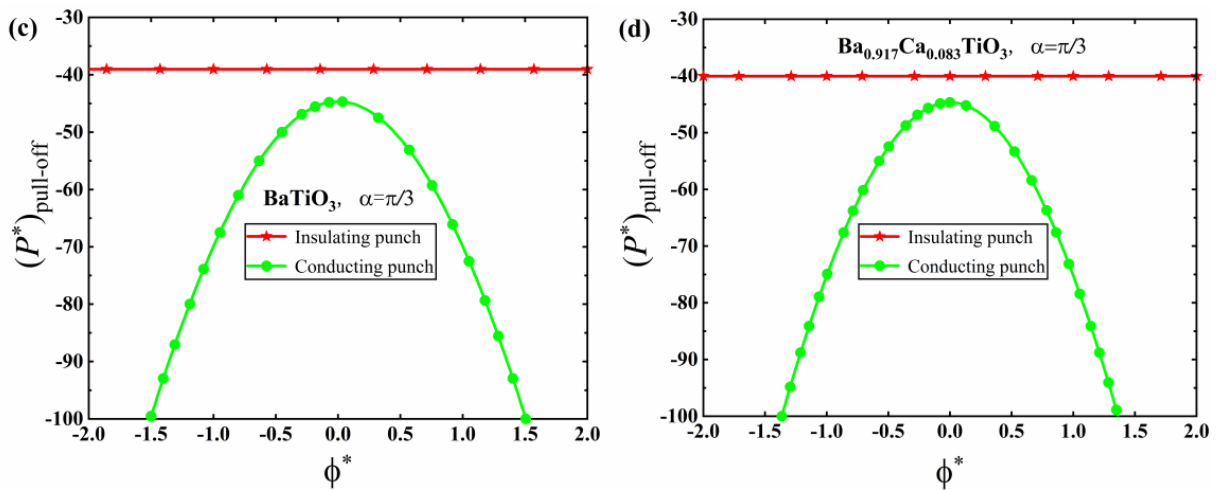 (c)
-30
-40
-50
-60
-70
-80
-90
-100
(P*)pull-off
BaTiO3, α=π/3
Insulating punch
Conducting punch
-2.0 -1.5 -1.0 -0.5 0.0 0.5 1.0 1.5 2.0
ϕ*
(d)
-30
-40
-50
-60
-70
-80
-90
-100
(P*)pull-off
Ba0.917Ca0.083TiO3, α=π/3
Insulating punch
Conducting punch
-2.0 -1.5 -1.0 -0.5 0.0 0.5 1.0 1.5 2.0
ϕ*